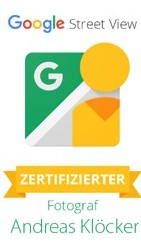 Google Street View
G
ZERTIFIZIERTER
Fotograf
Andreas Klöcker